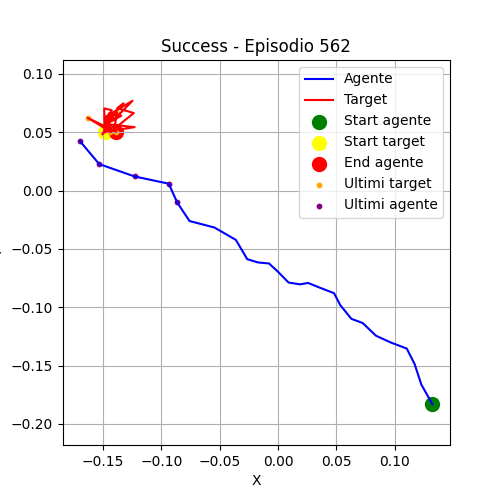 Success - Episodio 562
Agente
Target
Start agente
Start target
End agente
Ultimi target
Ultimi agente
0.10
0.05
0.00
−0.05
−0.10
−0.15
−0.20
−0.15
−0.10
−0.05
0.00
0.05
0.10
X